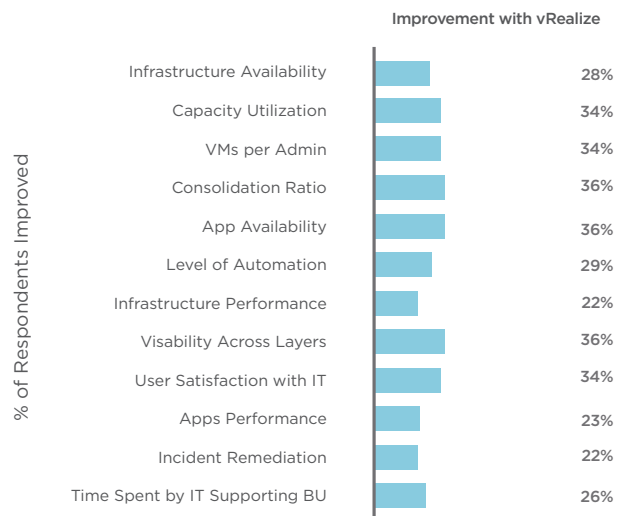 Improvement with vRealize
% of Respondents Improved
Infrastructure Availability 28%
Capacity Utilization 34%
VMs per Admin 34%
Consolidation Ratio 36%
App Availability 36%
Level of Automation 29%
Infrastructure Performance 22%
Visability Across Layers 36%
User Satisfaction with IT 34%
Apps Performance 23%
Incident Remediation 22%
Time Spent by IT Supporting BU 26%